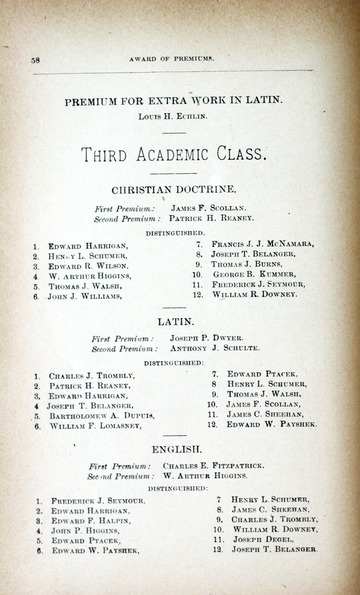 58
AWARD OF PREMIUMS.
PREMIUM FOR EXTRA WORK IN LATIN.
LOUIS H. ECHLIN.
THIRD ACADEMIC CLASS.
CHRISTIAN DOCTRINE.
First Premium: JAMES F. SCOLLAN.
Second Premium: PATRICK H. REANEY.
DISTINGUISHED.
1. EDWARD HARRIGAN,
2. HENRY L. SCHUMER,
3. EDWARD R. WILSON,
4. W. ARTHUR HIGGINS,
5. THOMAS J. WALSH,
6. JOHN J. WILLIAMS,
7. FRANCIS J. J. MCNAMARA,
8. JOSEPH T. BELANGER,
9. THOMAS J. BURNS,
10. GEORGE B. KUMMER,
11. FREDERICK J. SEYMOUR,
12. WILLIAM R. DOWNEY.
LATIN.
First Premium: JOSEPH P. DWYER.
Second Premium: ANTHONY J. SCHULTE.
DISTINGUISHED:
1. CHARLES J. TROMBLY,
2. PATRICK H. REANEY,
3. EDWARD HARRIGAN,
4 JOSEPH T. BELANGER,
5. BARTHOLOMEW A. DUPUIS,
6. WILLIAM F. LOMASNEY,
7. EDWARD PTACEK,
8 HENRY L. SCHUMER,
9. THOMAS J. WALSH,
10. JAMES F. SCOLLAN,
11. JAMES C. SHEEHAN,
12. EDWARD W. PAYSHEK.
ENGLISH.
First Premium: CHARLES E. FITZPATRICK.
Second Premium: W. ARTHUR HIGGINS.
DISTINGUISHED:
1. FREDERICK J. SEYMOUR,
2. EDWARD HARRIGAN,
3. EDWARD F. HALPIN,
4. JOHN P. HIGGINS,
5. EDWARD PTACEK,
6. EDWARD W. PAYSHEK,
7 HENRY L. SCHUMER,
8. JAMES C. SHEEHAN,
9. CHARLES J. TROMBLY,
10. WILLIAM R. DOWNEY,
11. JOSEPH DEGEL,
12. JOSEPH T. BELANGER